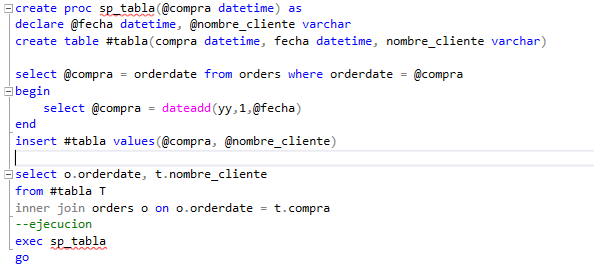 create proc sp_tabla(@compra datetime) as
declare @fecha datetime, @nombre_cliente varchar
create table #tabla(compra datetime, fecha datetime, nombre_cliente varchar)
select @compra = orderdate from orders where orderdate = @compra
begin
select @compra = dateadd(yy,1,@fecha)
end
insert #tabla values(@compra, @nombre_cliente)
select o.orderdate, t.nombre_cliente
from #tabla T
inner join orders o on o.orderdate = t.compra
--ejecucion
exec sp_tabla
go